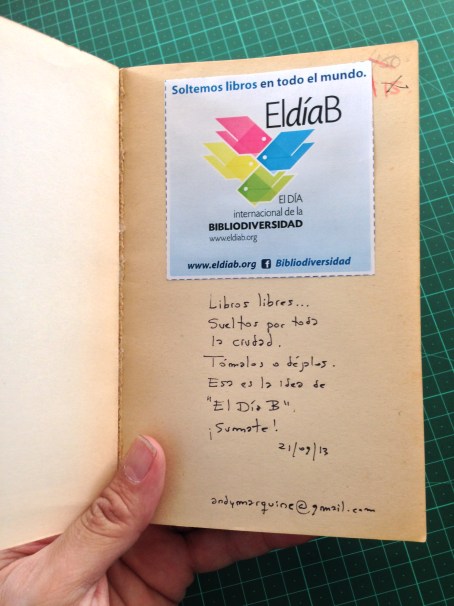 Soltemos libros en todo el mundo.
EldíaB
El DÍA
internacional de la
BIBLIODIVERSIDAD
www.eldiab.org
www.eldiab.org f Bibliodiversidad
Libros libres...
Sueltos por toda
la ciudad.
Tómalos o déjalos.
Esa es la idea de
"El Día B".
¡Sumate!
21/09/13
andymarquine@gmail.com